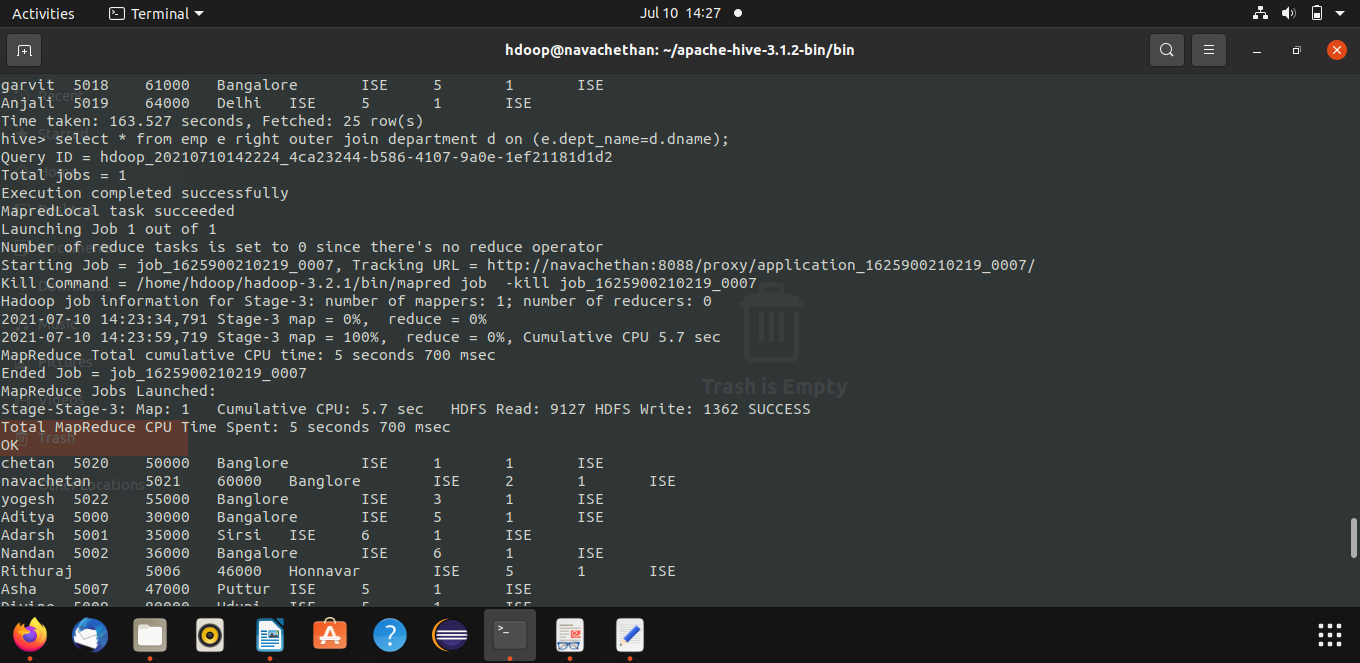 Activities Terminal Jul 10 14:27
hdoop@navachethan: ~/apache-hive-3.1.2-bin/bin
garvit 5018 61000 Bangalore ISE 5 1 ISE
Anjali 5019 64000 Delhi ISE 5 1 ISE
Time taken: 163.527 seconds, Fetched: 25 row(s)
hive> select * from emp e right outer join department d on (e.dept_name=d.dname);
Query ID = hdoop_20210710142224_4ca23244-b586-4107-9a0e-1ef21181d1d2
Total jobs = 1
Execution completed successfully
MapredLocal task succeeded
Launching Job 1 out of 1
Number of reduce tasks is set to 0 since there's no reduce operator
Starting Job = job_1625900210219_0007, Tracking URL = http://navachethan:8088/proxy/application_1625900210219_0007/
Kill Command = /home/hdoop/hadoop-3.2.1/bin/mapred job -kill job_1625900210219_0007
Hadoop job information for Stage-3: number of mappers: 1; number of reducers: 0
2021-07-10 14:23:34,791 Stage-3 map = 0%, reduce = 0%
2021-07-10 14:23:59,719 Stage-3 map = 100%, reduce = 0%, Cumulative CPU 5.7 sec
MapReduce Total cumulative CPU time: 5 seconds 700 msec
Ended Job = job_1625900210219_0007
MapReduce Jobs Launched:
Stage-Stage-3: Map: 1 Cumulative CPU: 5.7 sec HDFS Read: 9127 HDFS Write: 1362 SUCCESS
Total MapReduce CPU Time Spent: 5 seconds 700 msec
OK
chetan 5020 50000 Banglore ISE 1 1 ISE
navachetan 5021 60000 Banglore ISE 2 1 ISE
yogesh 5022 55000 Banglore ISE 3 1 ISE
Aditya 5000 30000 Bangalore ISE 5 1 ISE
Adarsh 5001 35000 Sirsi ISE 6 1 ISE
Nandan 5002 36000 Bangalore ISE 6 1 ISE
Rithuraj 5006 46000 Honnavar ISE 5 1 ISE
Asha 5007 47000 Puttur ISE 5 1 ISE
Trash is Empty
Trash
Other Locations